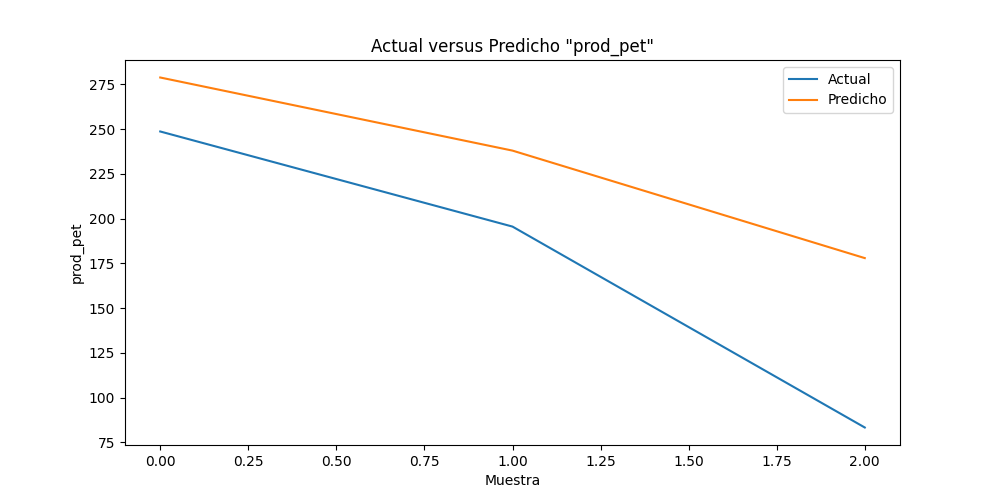 Actual versus Predicho "prod_pet"
Actual
Predicho
prod_pet
275
250
225
200
175
150
125
100
75
0.00 0.25 0.50 0.75 1.00 1.25 1.50 1.75 2.00
Muestra